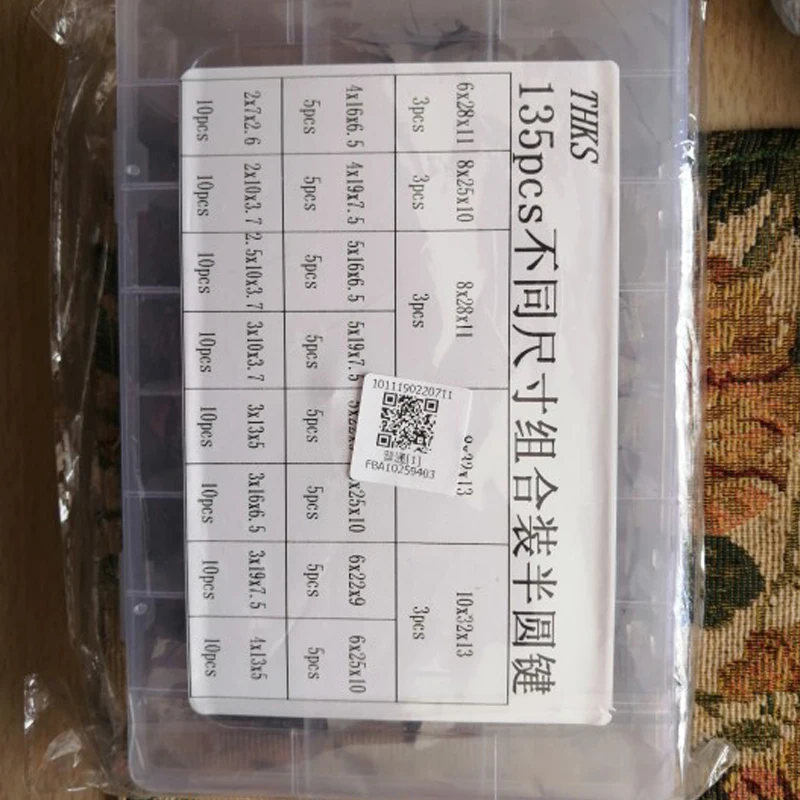 THKS
135pcs不同尺寸组合装半圆键
6x28x11 8x25x10 8x28x11 10x32x13
3pcs 3pcs 3pcs 3pcs
4x16x6.5 4x19x7.5 5x16x6.5 5x19x7.5 6x22x9 6x25x10
5pcs 5pcs 5pcs 5pcs 5pcs 5pcs 5pcs 5pcs
2x7x2.6 2x10x3.7 2.5x10x3.7 3x10x3.7 3x13x5 3x16x6.5 3x19x7.5 4x13x5
10pcs 10pcs 10pcs 10pcs 10pcs 10pcs 10pcs 10pcs
1011190220711
普通[1]
FBA10259403